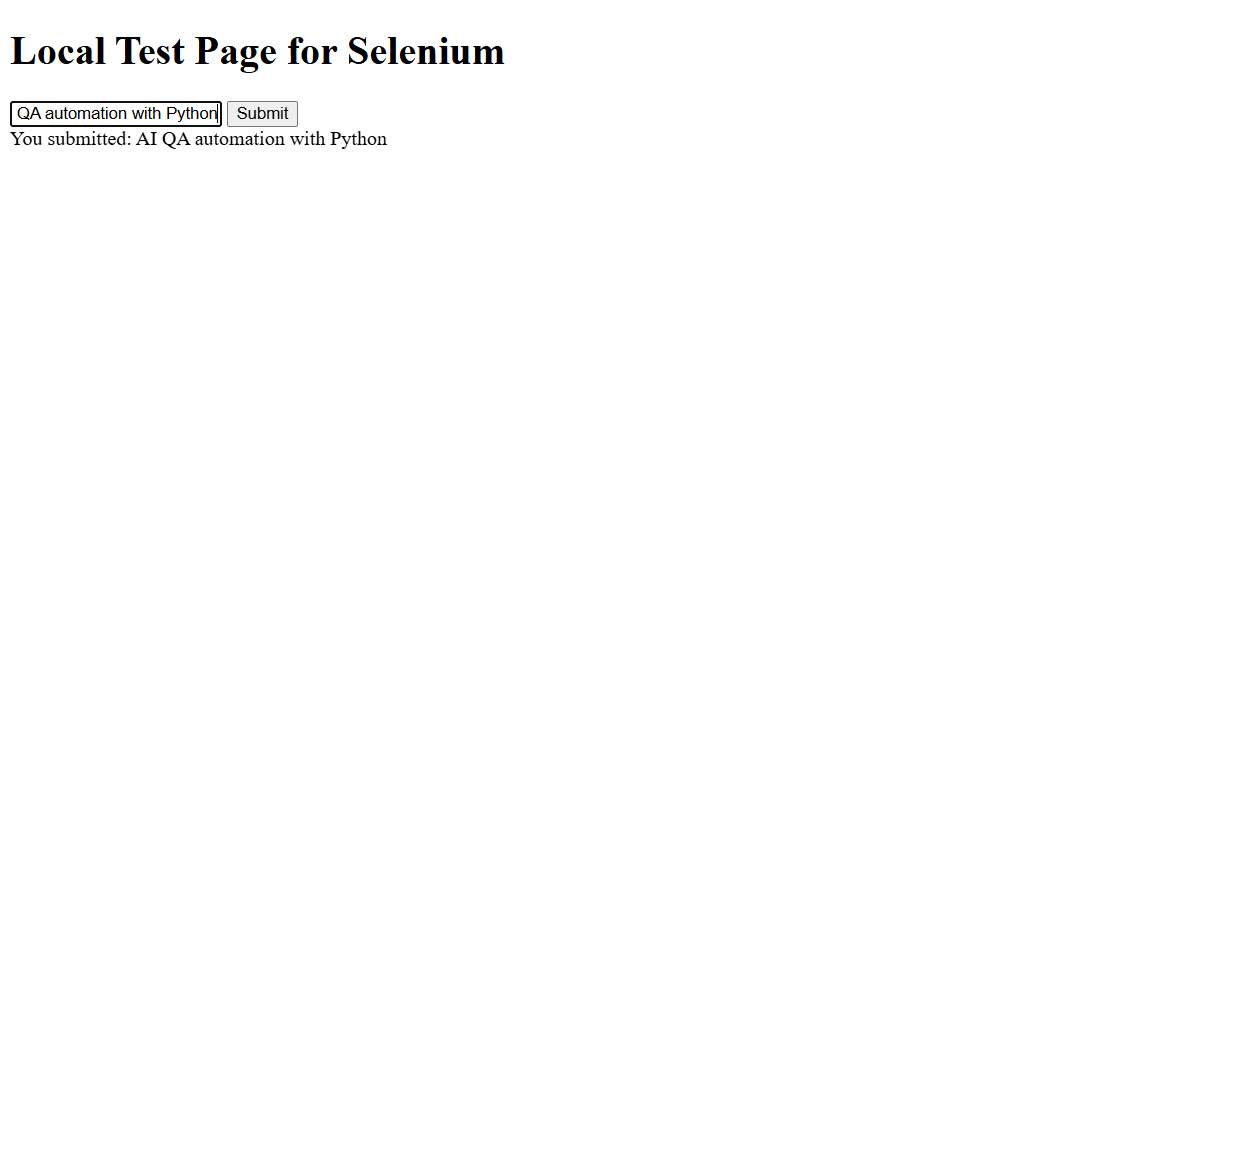 Local Test Page for Selenium
QA automation with Python Submit
You submitted: AI QA automation with Python